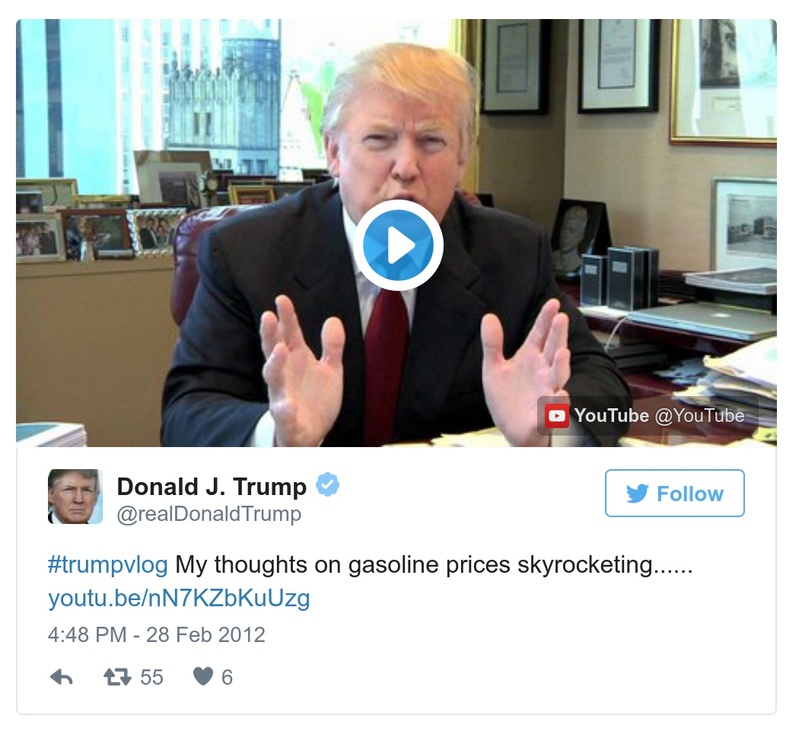 YouTube @YouTube
Donald J. Trump
@realDonaldTrump
Follow
#trumpvlog My thoughts on gasoline prices skyrocketing......
youtu.be/nN7KZbKuUzg
4:48 PM - 28 Feb 2012
55 6